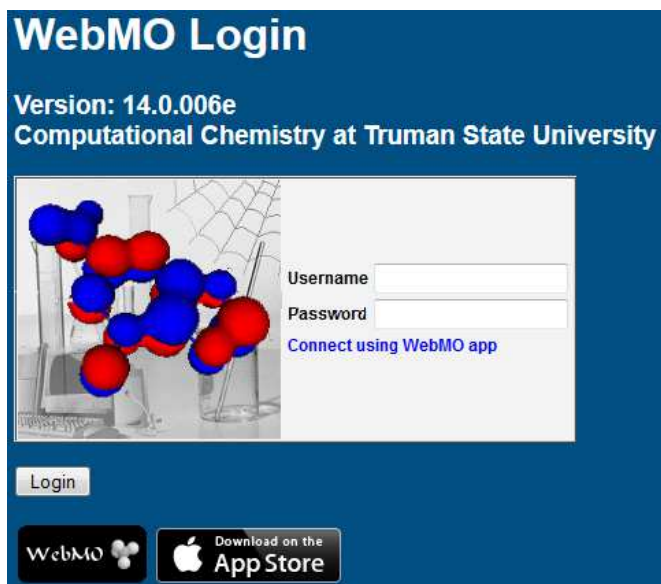 WebMO Login
Version: 14.0.006e
Computational Chemistry at Truman State University
Username
Password
Connect using WebMO app
Login
WebMO
Download on the
App Store